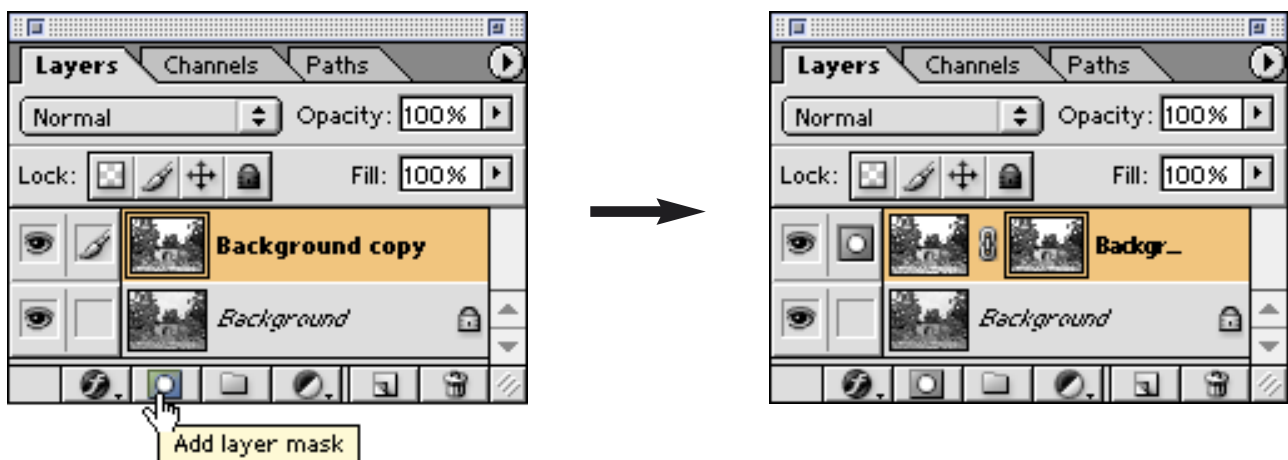 Layers Channels Paths
Normal Opacity: 100%
Lock: Fill: 100%
Background copy
Background
Add layer mask
Layers Channels Paths
Normal Opacity: 100%
Lock: Fill: 100%
Backgr...
Background